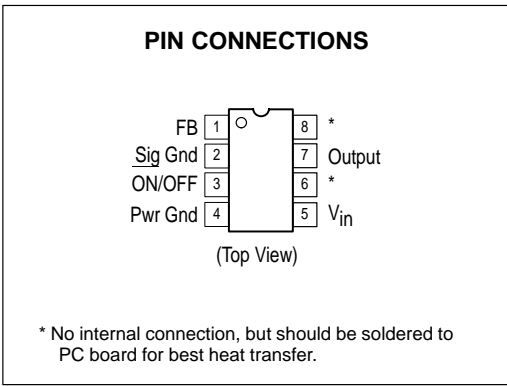 PIN CONNECTIONS
FB 1 8 *
Sig Gnd 2 7 Output
ON/OFF 3 6 *
Pwr Gnd 4 5 Vin
(Top View)
* No internal connection, but should be soldered to
PC board for best heat transfer.